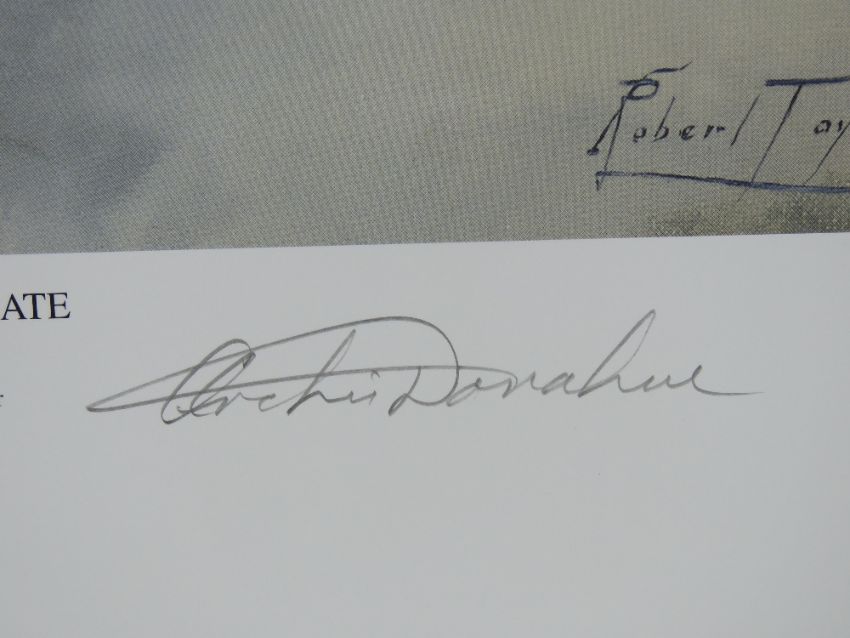 Robert Tay
ATE
Archie Donahue